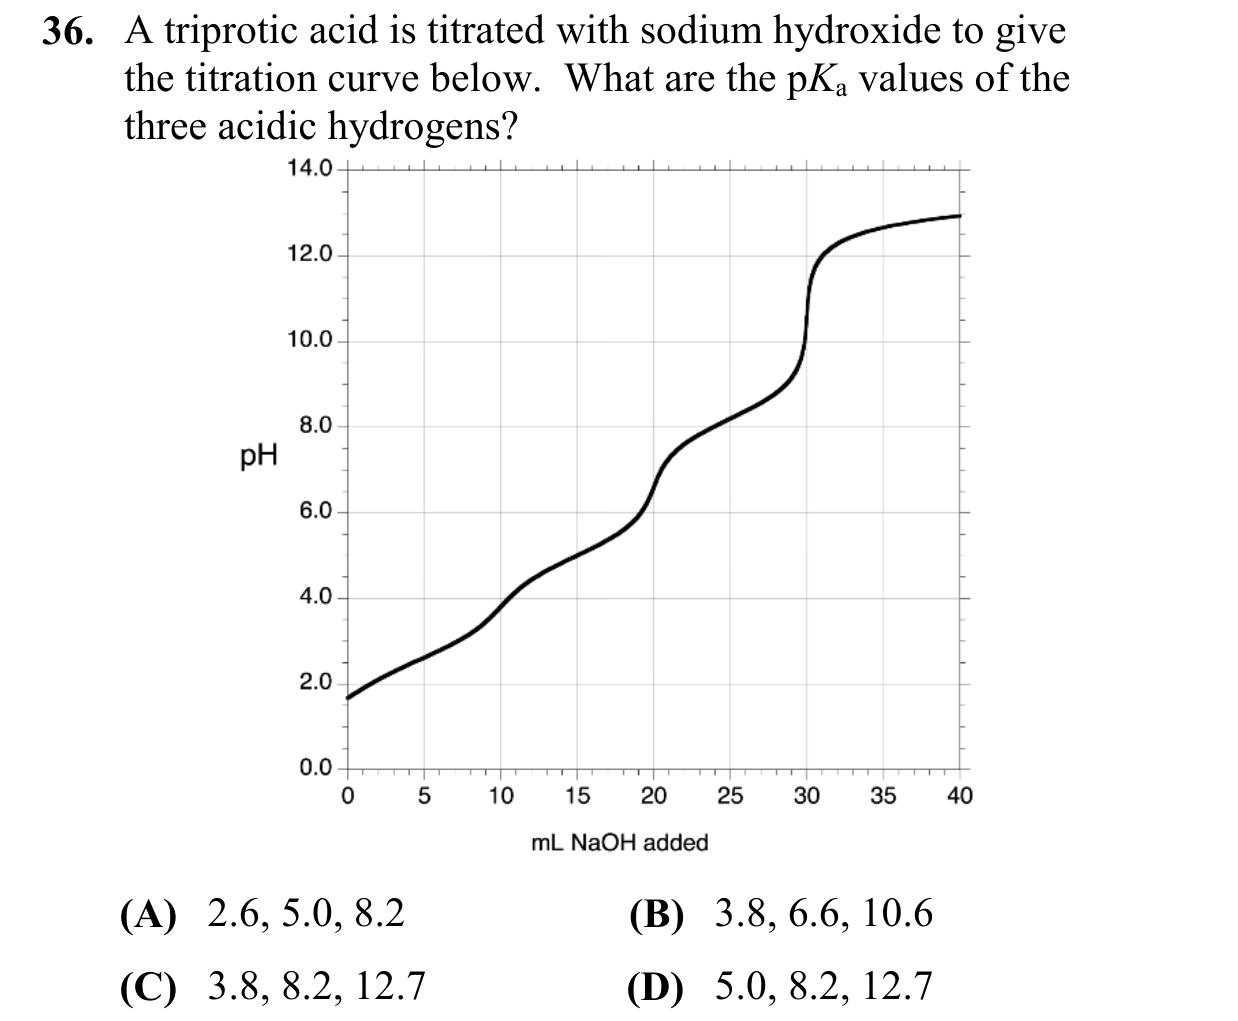 36. A triprotic acid is titrated with sodium hydroxide to give
the titration curve below. What are the pKa values of the
three acidic hydrogens?
14.0
12.0
10.0
8.0
pH
6.0
4.0
2.0
0.0
0 5 10 15 20 25 30 35 40
mL NaOH added
(A) 2.6, 5.0, 8.2 (B) 3.8, 6.6, 10.6
(C) 3.8, 8.2, 12.7 (D) 5.0, 8.2, 12.7